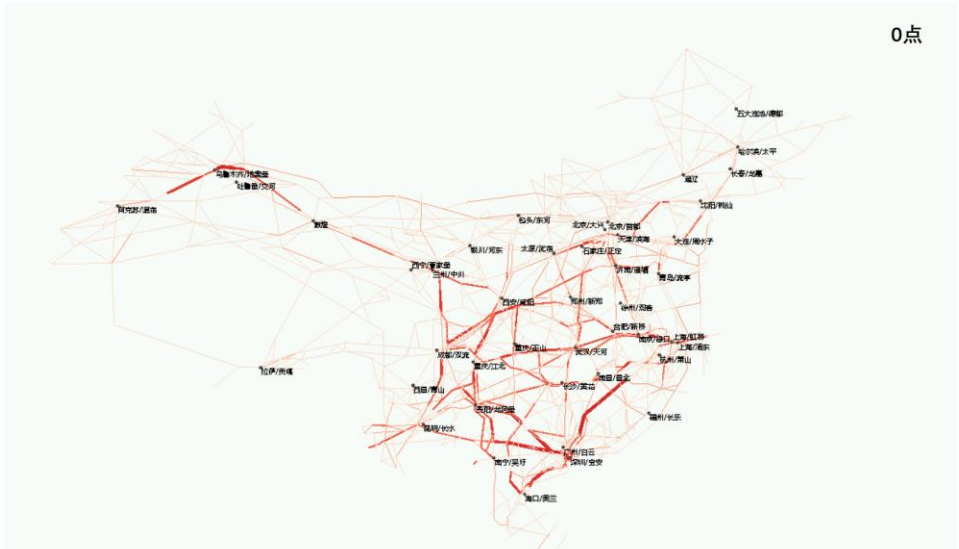 0点
五大连池/德都
哈尔滨/太平
长春/龙嘉
通辽
沈阳/桃仙
乌鲁木齐/地窝堡
吐鲁番/交河
阿克苏/温宿
敦煌
包头/东河
北京/大兴
北京/首都
天津/滨海
大连/周水子
银川/河东
太原/武宿
石家庄/正定
西宁/曹家堡
兰州/中川
济南/遥墙
青岛/流亭
西安/咸阳
郑州/新郑
徐州/观音
合肥/新桥
南京/禄口
上海/虹桥
上海/浦东
成都/双流
重庆/巫山
武汉/天河
杭州/萧山
重庆/江北
拉萨/贡嘎
西昌/青山
长沙/黄花
南昌/昌北
贵阳/龙洞堡
福州/长乐
昆明/长水
广州/白云
南宁/吴圩
深圳/宝安
海口/美兰